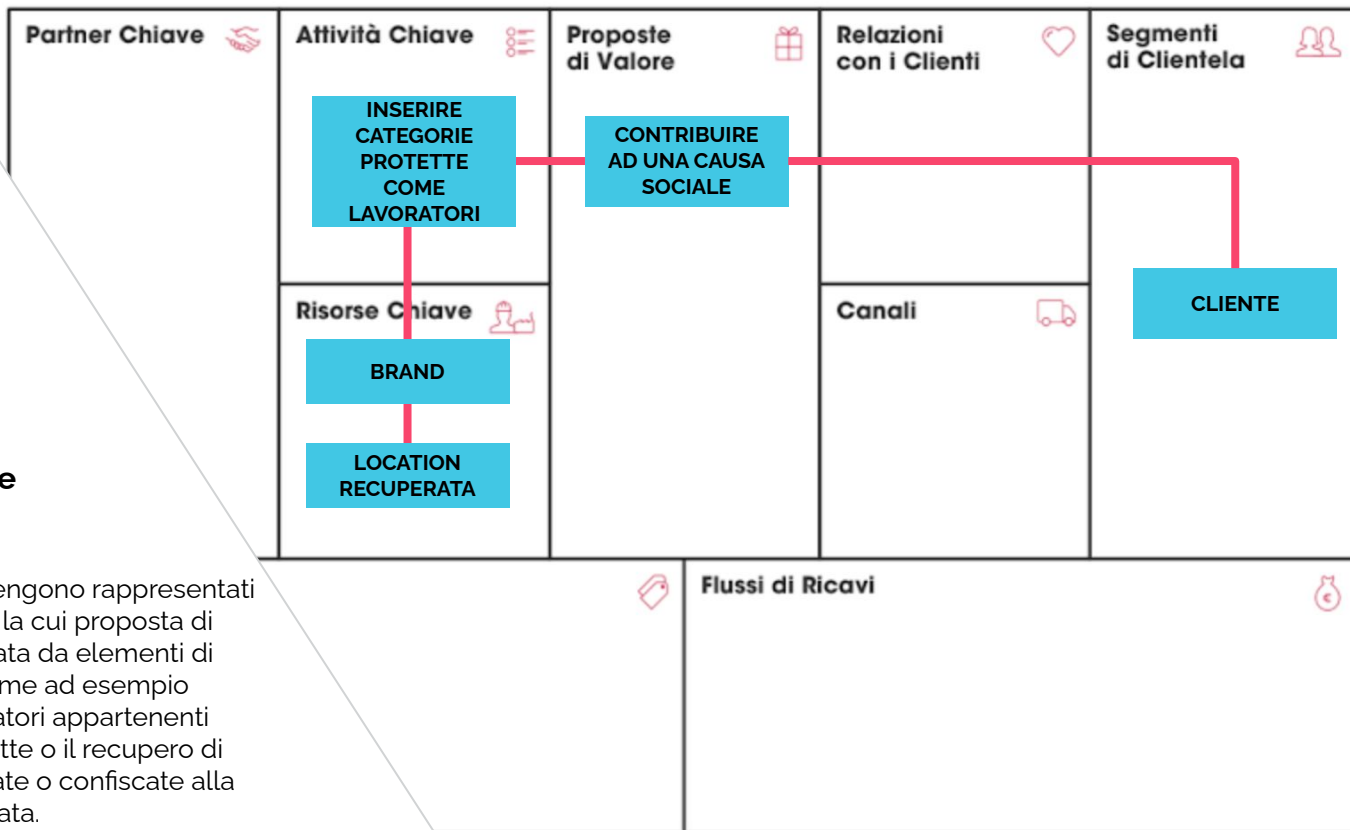 Partner Chiave
Attività Chiave
INSERIRE
CATEGORIE
PROTETTE
COME
LAVORATORI
Proposte
di Valore
CONTRIBUIRE
AD UNA CAUSA
SOCIALE
Relazioni
con i Clienti
Segmenti
di Clientela
CLIENTE
Risorse Chiave
BRAND
LOCATION
RECUPERATA
Canali
Flussi di Ricavi
€
e
engono rappresentati
la cui proposta di
ata da elementi di
me ad esempio
atori appartenenti
tte o il recupero di
ate o confiscate alla
ata.